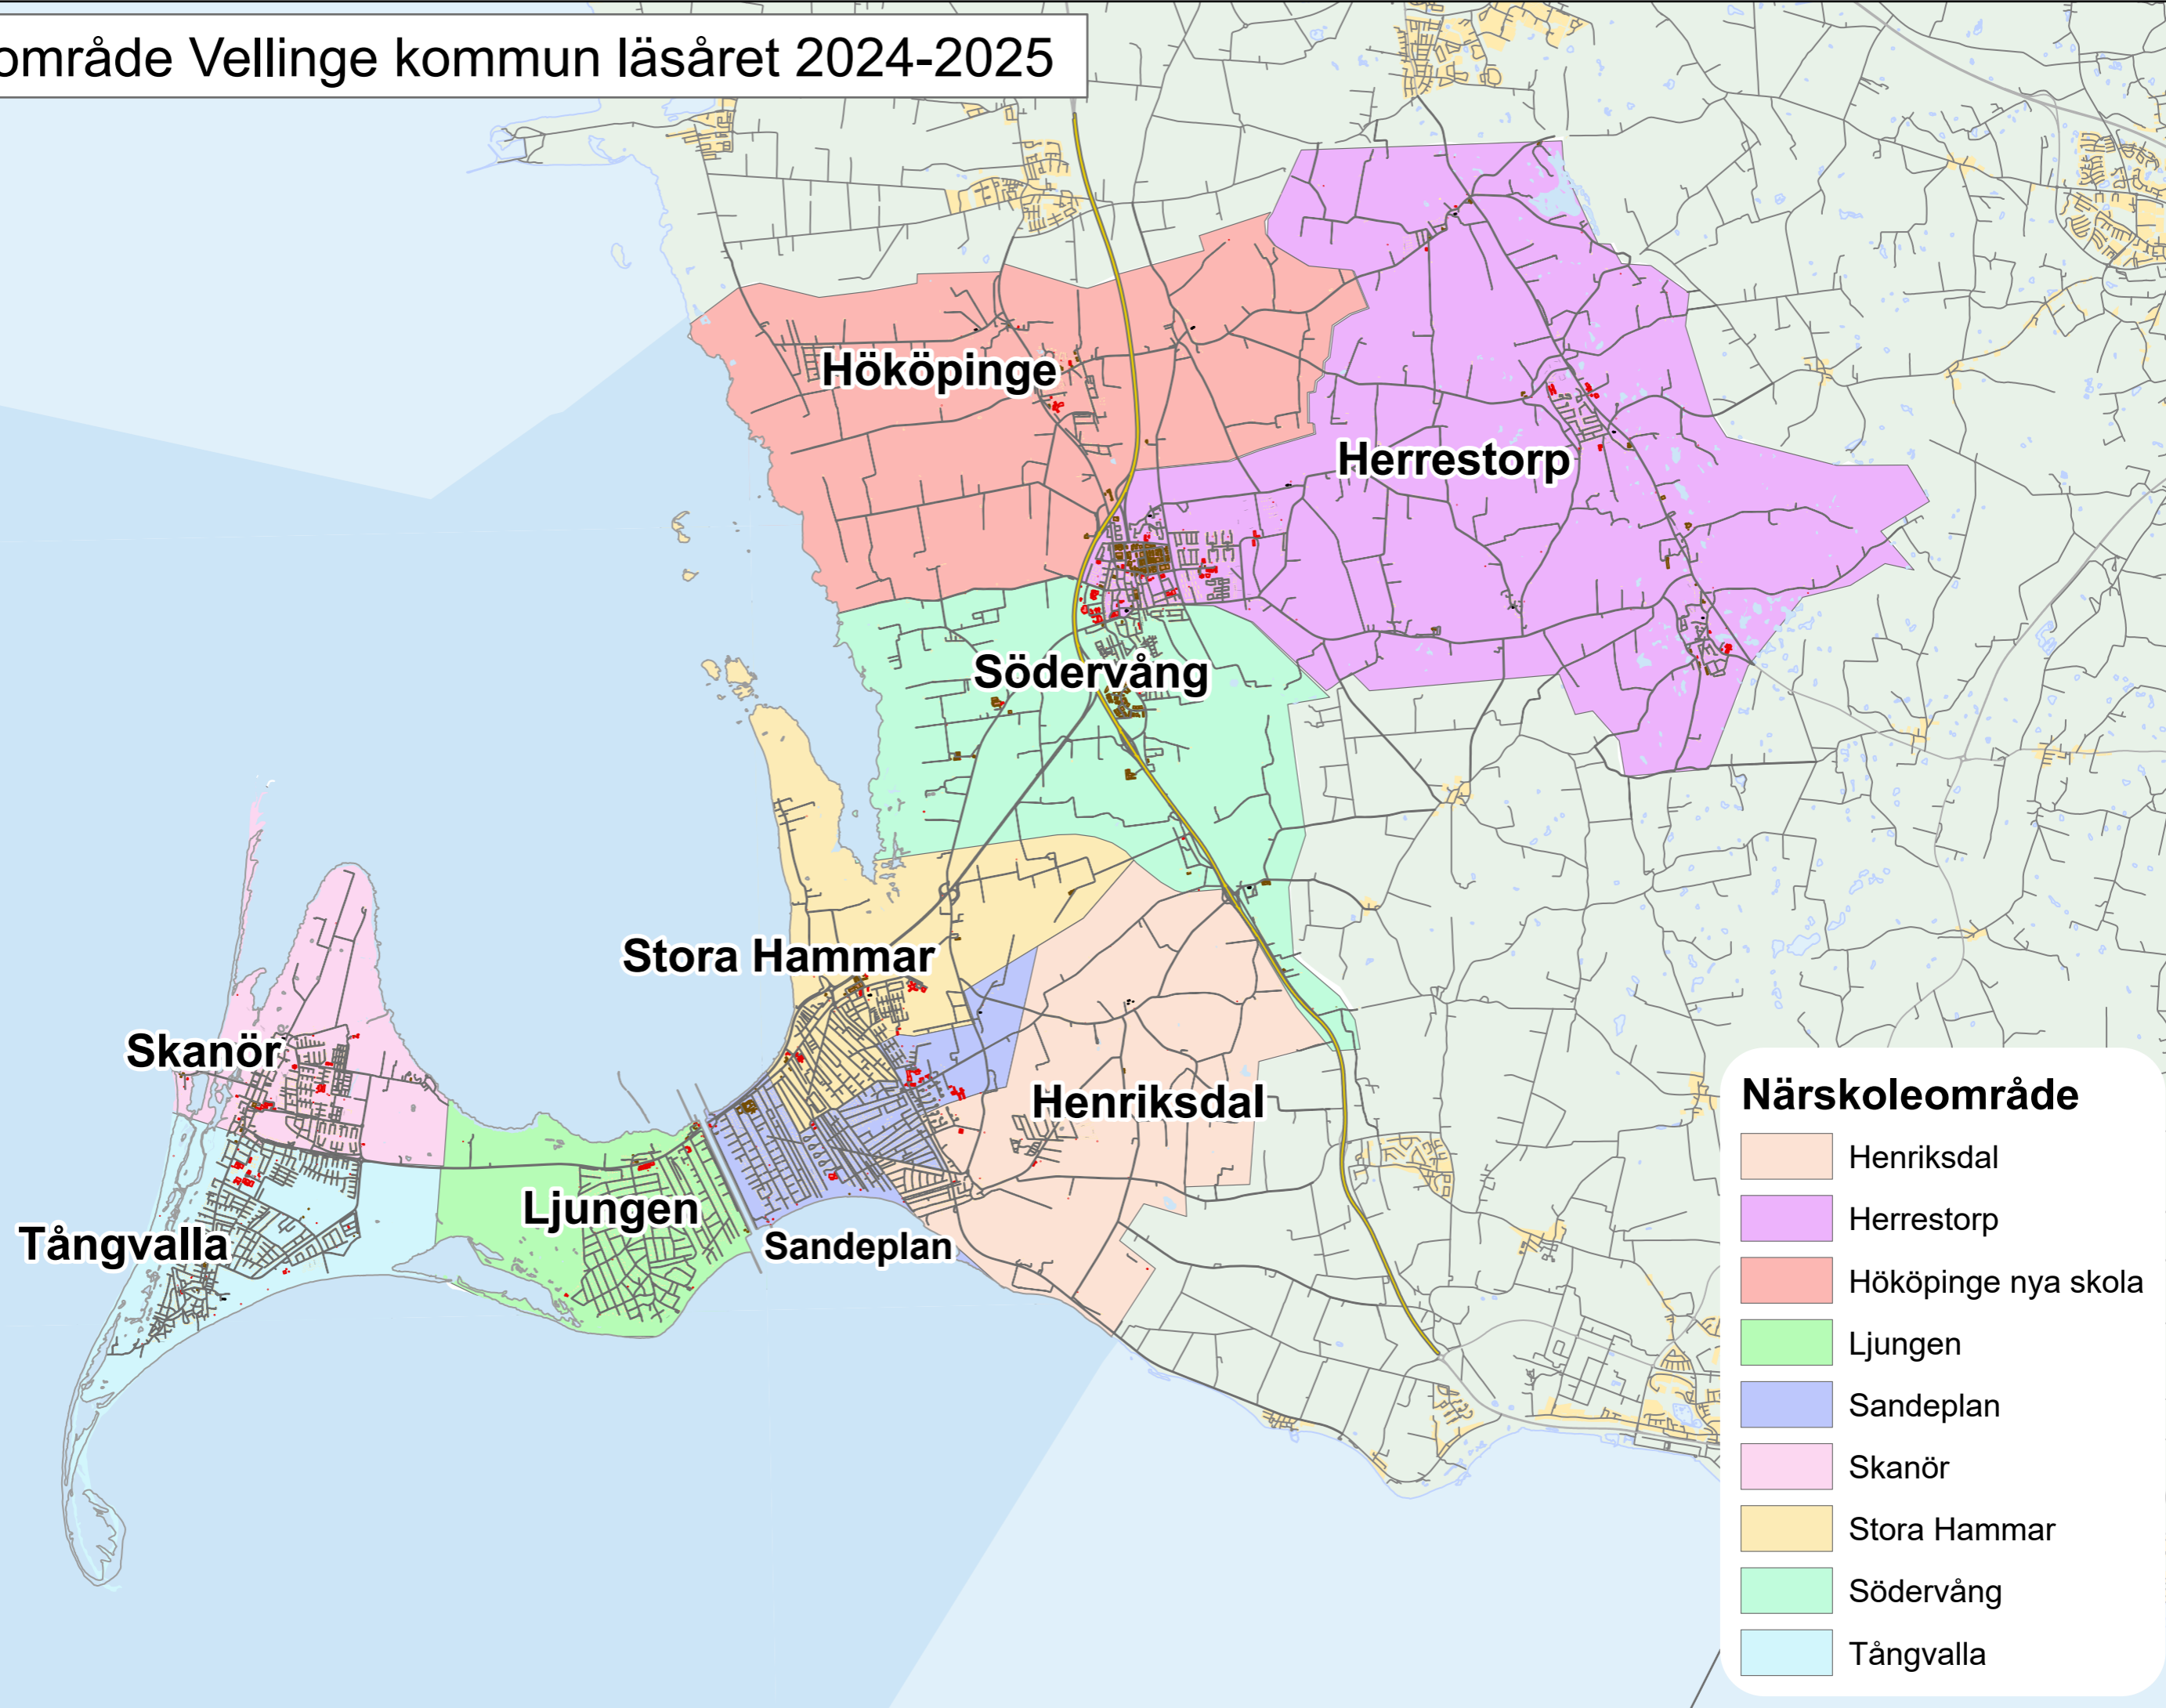 område Vellinge kommun läsåret 2024-2025
Hököpinge
Herrestorp
Södervång
Stora Hammar
Skanör
Henriksdal
Ljungen
Tångvalla
Sandeplan
Närskoleområde
Henriksdal
Herrestorp
Hököpinge nya skola
Ljungen
Sandeplan
Skanör
Stora Hammar
Södervång
Tångvalla